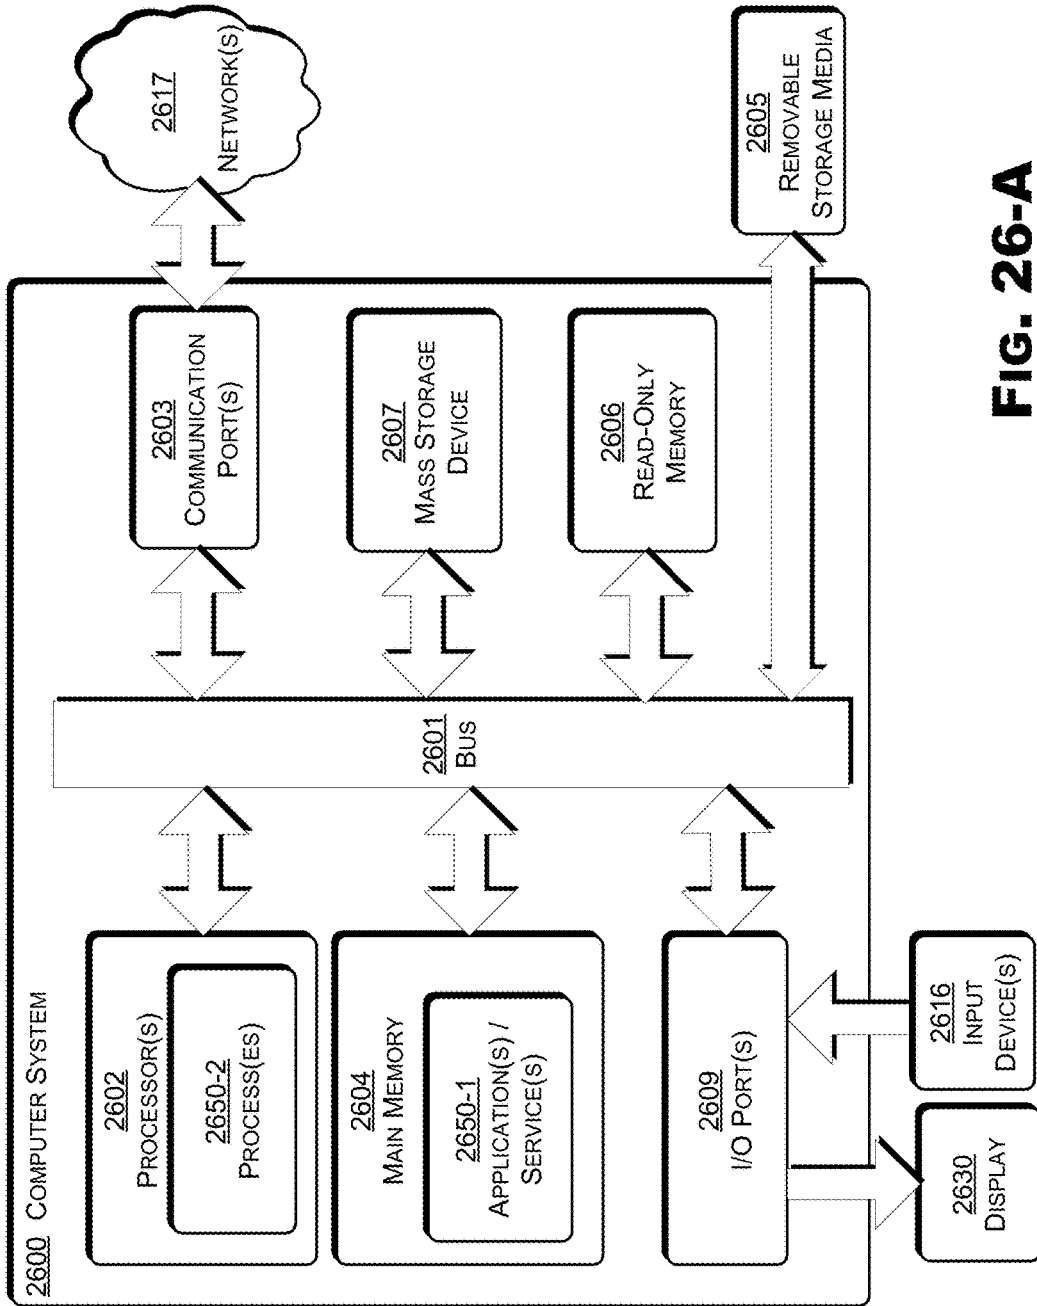 2600 COMPUTER SYSTEM
2602
PROCESSOR(S)
2650-2
PROCESS(ES)
2604
MAIN MEMORY
2650-1
APPLICATION(S) /
SERVICE(S)
2609
I/O PORT(S)
2630
DISPLAY
2616
INPUT
DEVICE(S)
2601
BUS
2603
COMMUNICATION
PORT(S)
2607
MASS STORAGE
DEVICE
2606
READ-ONLY
MEMORY
2617
NETWORK(S)
2605
REMOVABLE
STORAGE MEDIA
FIG. 26-A